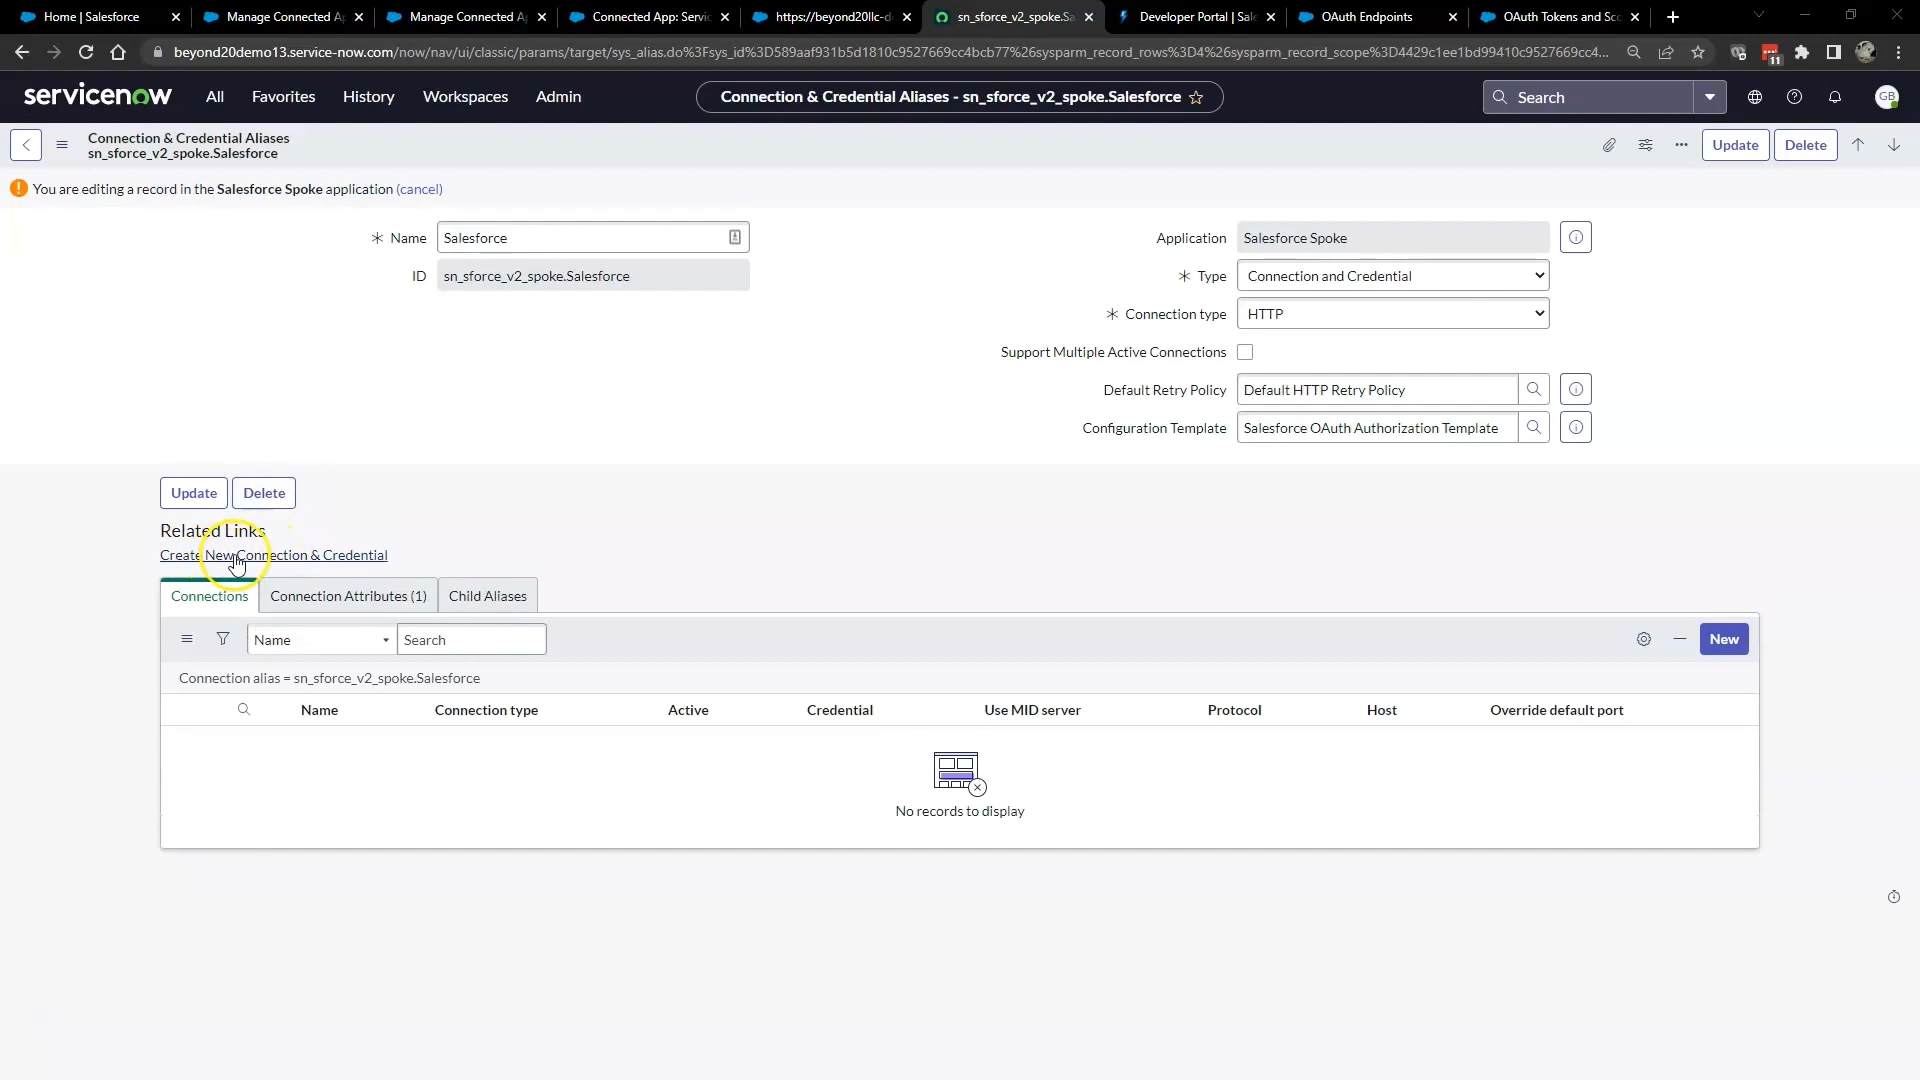 Home | Salesforce
Manage Connected Ap
Manage Connected Ap
Connected App: Servic
https://beyond20llc-d
sn_sforce_v2_spoke.Sa
Developer Portal | Sale
OAuth Endpoints
OAuth Tokens and Sco
beyond20demo13.service-now.com/now/nav/ui/classic/params/target/sys_alias.do%3Fsys_id%3D589aaf931b5d1810c9527669cc4bcb77%26sysparm_record_rows%3D4%26sysparm_record_scope%3D4429c1ee1bd99410c9527669cc4...
11
servicenow
All
Favorites
History
Workspaces
Admin
Connection & Credential Aliases - sn_sforce_v2_spoke.Salesforce
Search
GB
Connection & Credential Aliases
sn_sforce_v2_spoke.Salesforce
Update
Delete
You are editing a record in the Salesforce Spoke application (cancel)
Name
Salesforce
ID
sn_sforce_v2_spoke.Salesforce
Application
Salesforce Spoke
Type
Connection and Credential
Connection type
HTTP
Support Multiple Active Connections
Default Retry Policy
Default HTTP Retry Policy
Configuration Template
Salesforce OAuth Authorization Template
Update
Delete
Related Links
Create New Connection & Credential
Connections
Connection Attributes (1)
Child Aliases
Name
Search
New
Connection alias = sn_sforce_v2_spoke.Salesforce
Name
Connection type
Active
Credential
Use MID server
Protocol
Host
Override default port
No records to display